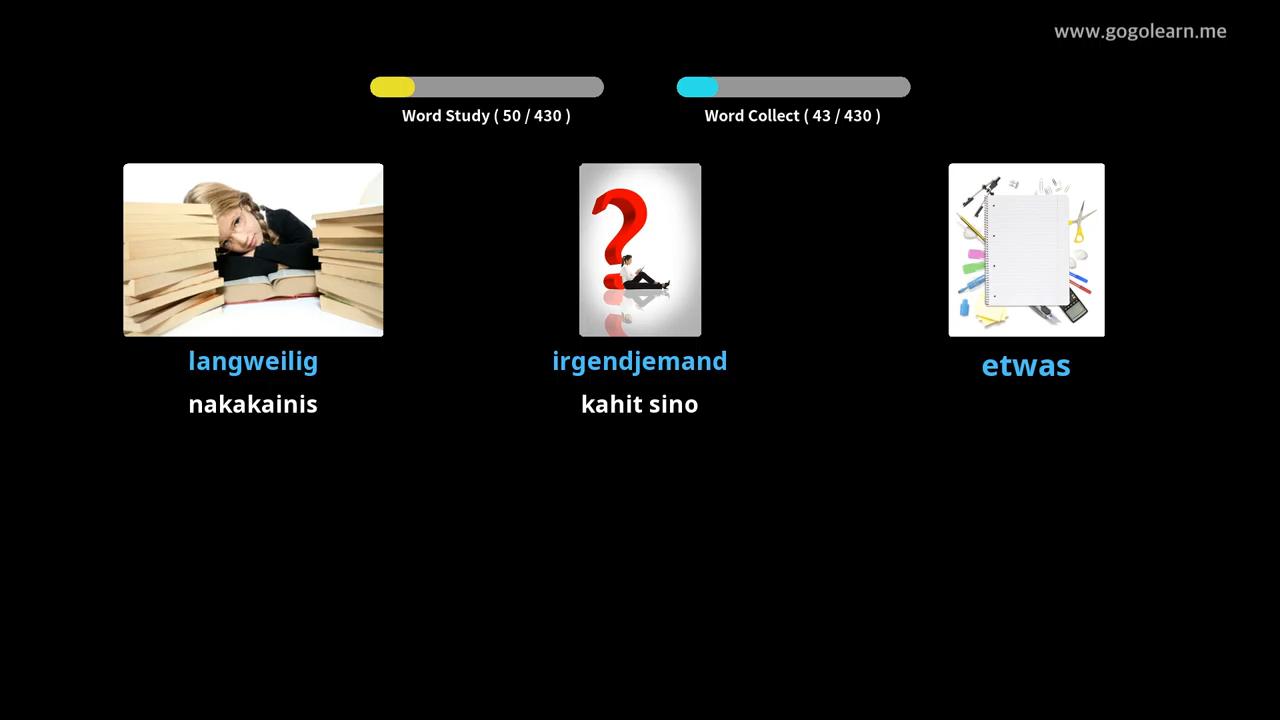 www.gogolearn.me
Word Study ( 50 / 430 )
Word Collect ( 43 / 430 )
langweilig
nakakainis
irgendjemand
kahit sino
etwas